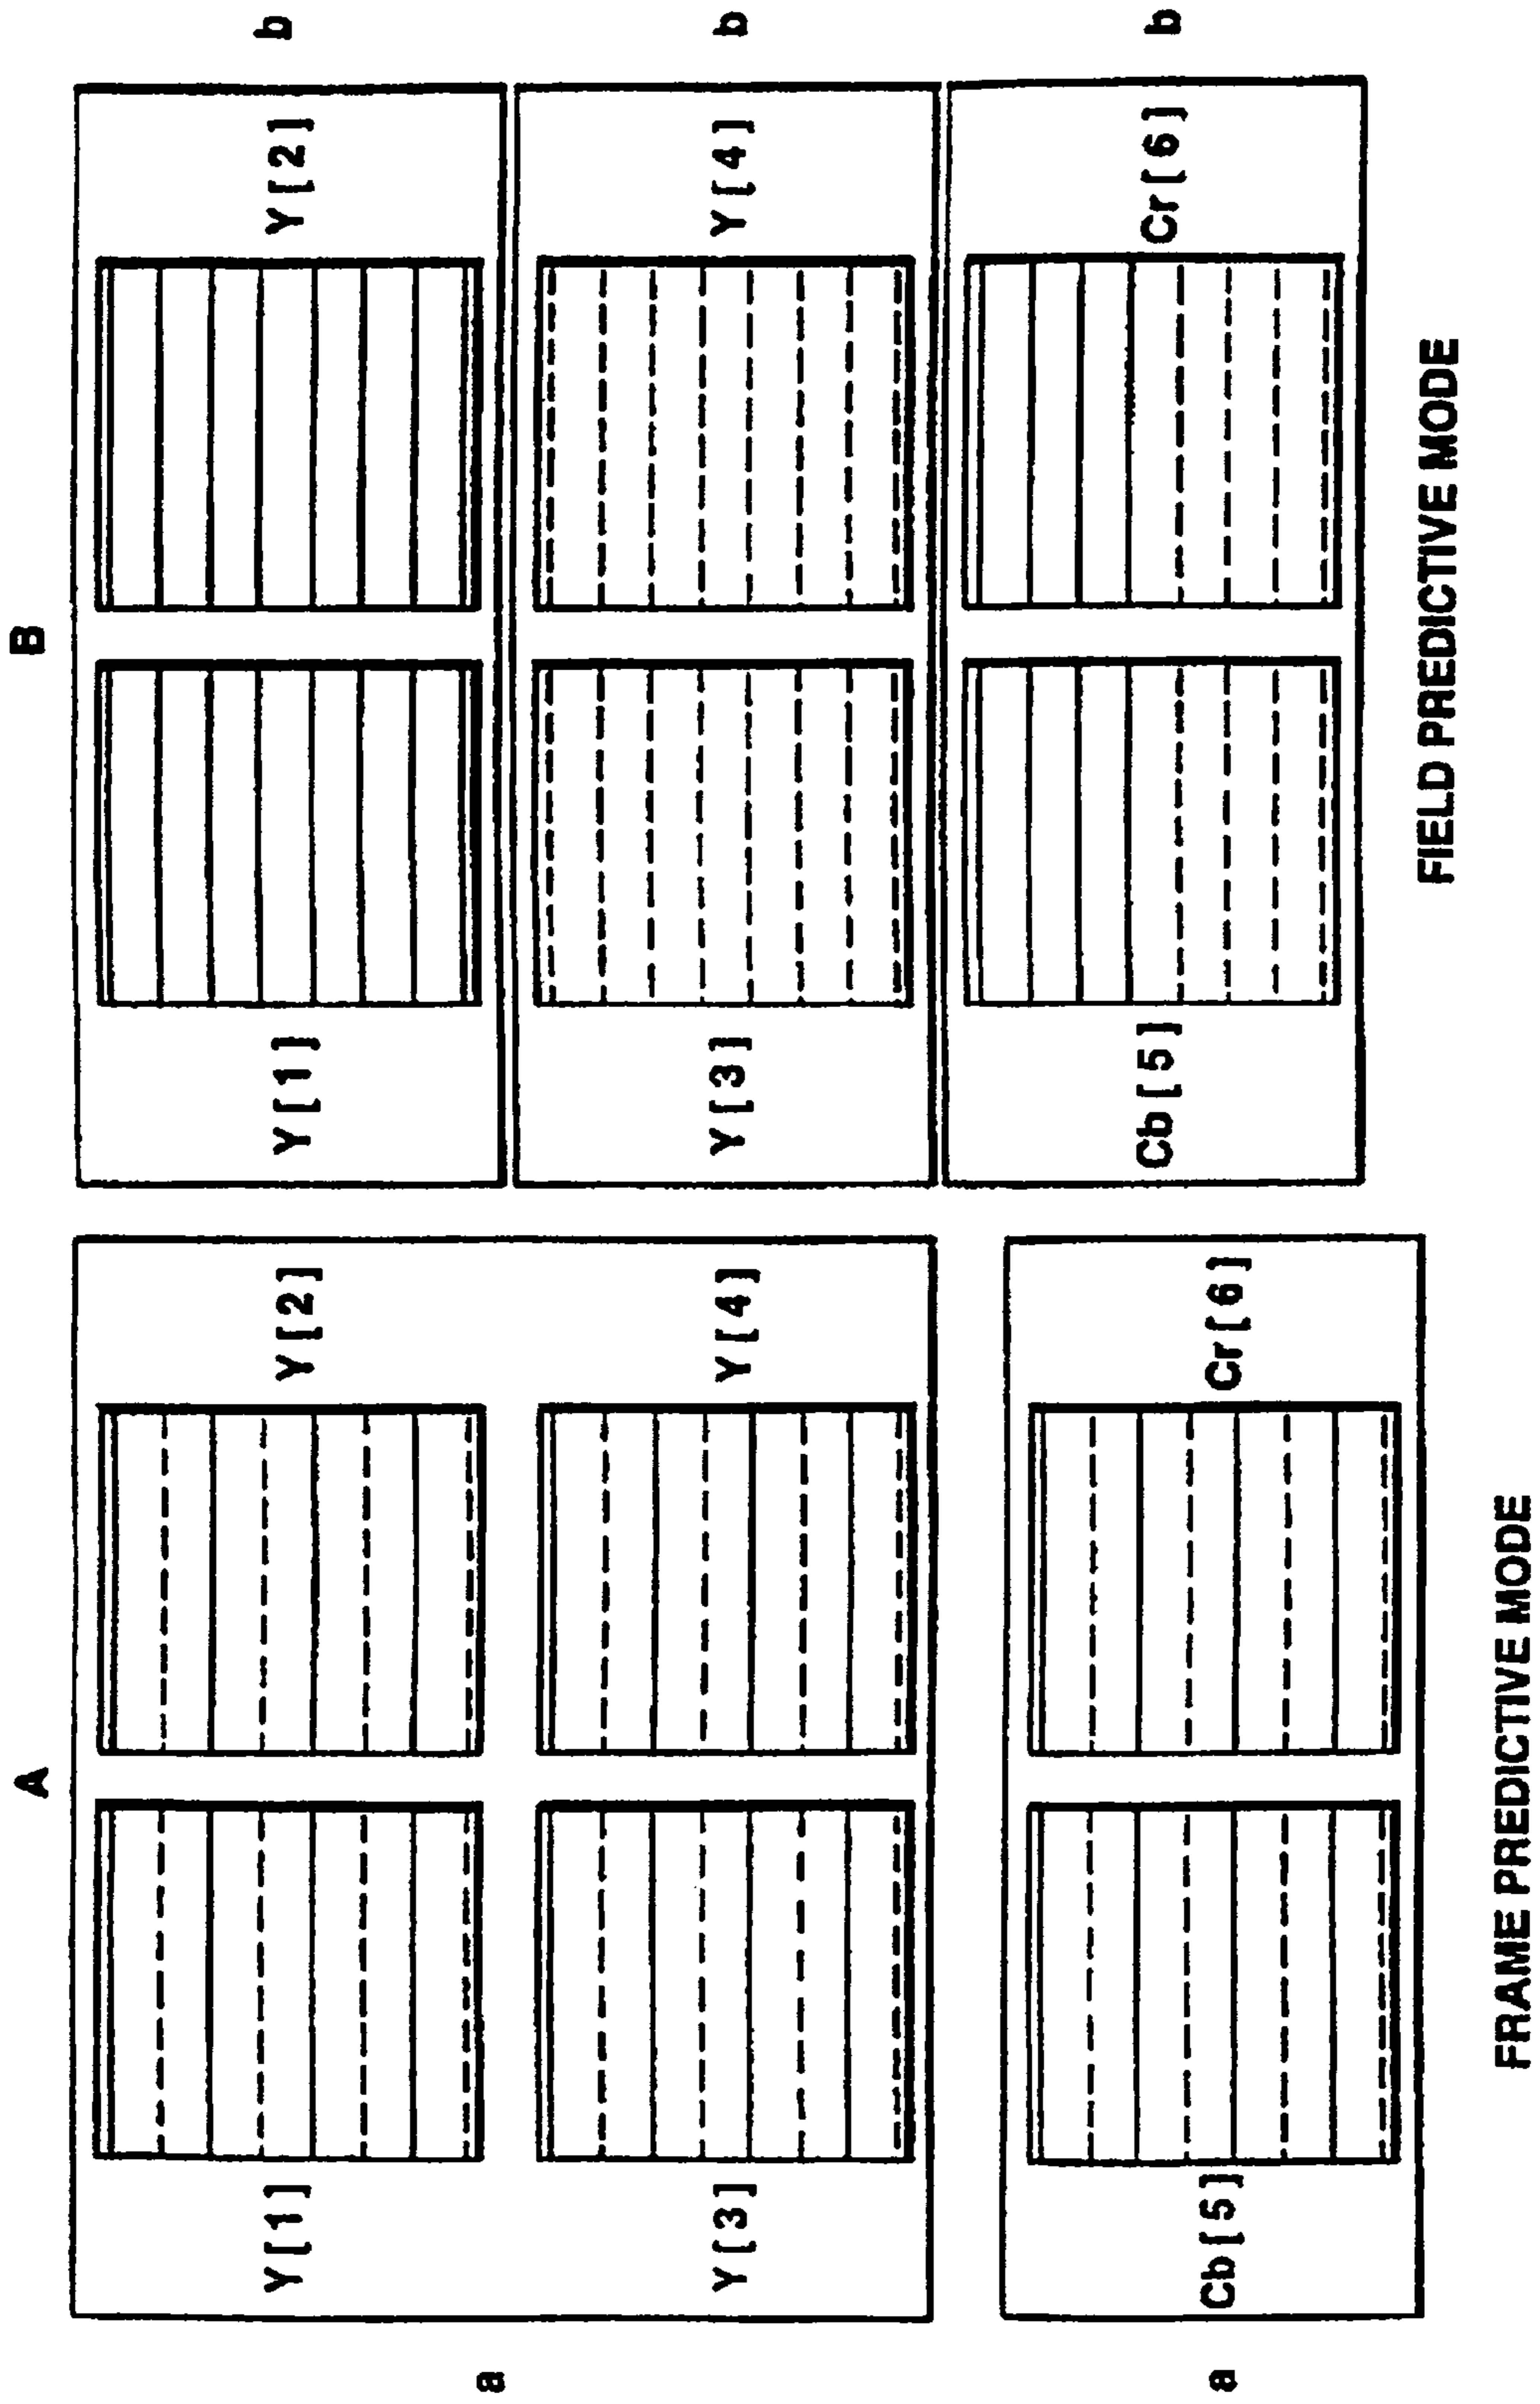 A
Y[1]
Y[2]
a
Y[3]
Y[4]
a
Cb[5]
Cr[6]
FRAME PREDICTIVE MODE
B
Y[1]
Y[2]
b
Y[3]
Y[4]
b
Cb[5]
Cr[6]
b
FIELD PREDICTIVE MODE